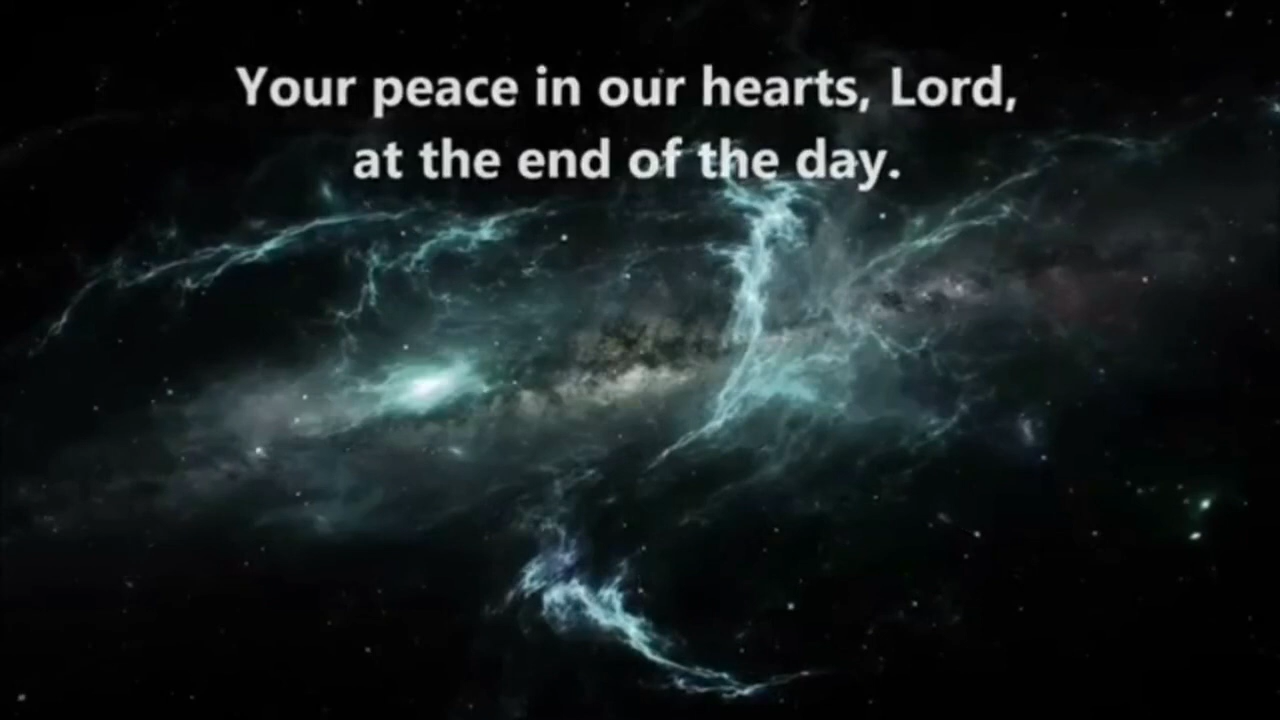 Your peace in our hearts, Lord,
at the end of the day.